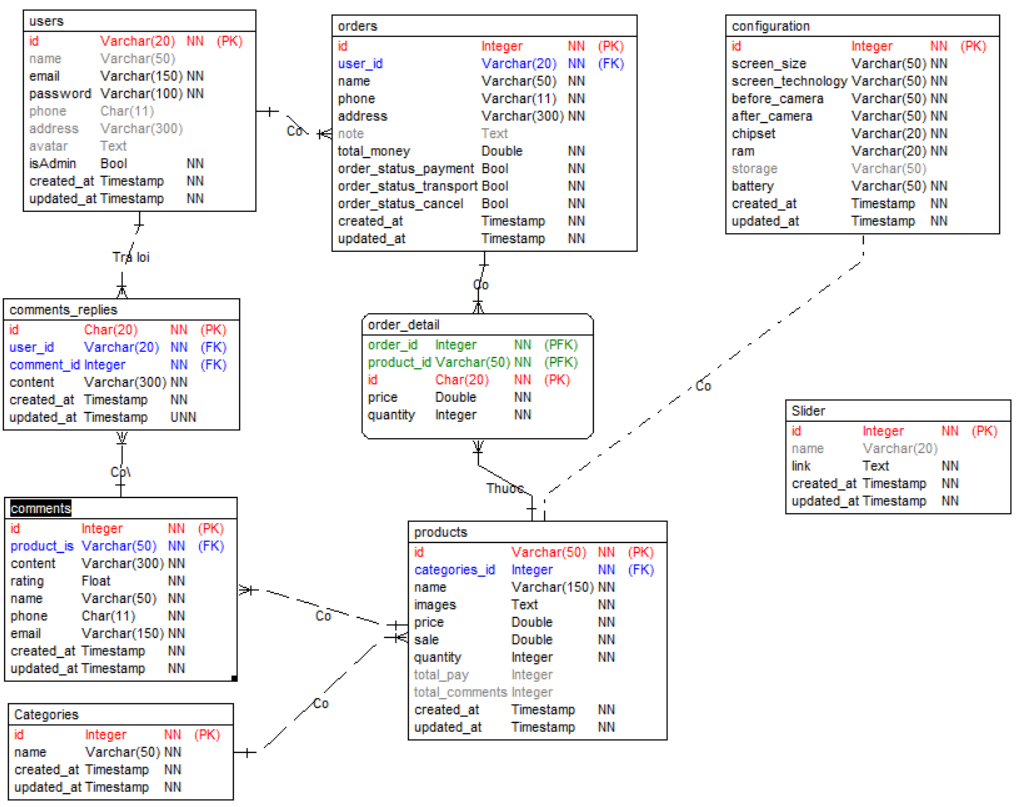 users
id Varchar(20) NN (PK)
name Varchar(50)
email Varchar(150) NN
password Varchar(100) NN
phone Char(11)
address Varchar(300)
avatar Text
isAdmin Bool NN
created_at Timestamp NN
updated_at Timestamp NN
orders
id Integer NN (PK)
user_id Varchar(20) NN (FK)
name Varchar(50) NN
phone Varchar(11) NN
address Varchar(300) NN
note Text
total_money Double NN
order_status_payment Bool NN
order_status_transport Bool NN
order_status_cancel Bool NN
created_at Timestamp NN
updated_at Timestamp NN
configuration
id Integer NN (PK)
screen_size Varchar(50) NN
screen_technology Varchar(50) NN
before_camera Varchar(50) NN
after_camera Varchar(50) NN
chipset Varchar(20) NN
ram Varchar(20) NN
storage Varchar(50)
battery Varchar(50) NN
created_at Timestamp NN
updated_at Timestamp NN
Co
Trả loi
Co
comments_replies
id Char(20) NN (PK)
user_id Varchar(20) NN (FK)
comment_id Integer NN (FK)
content Varchar(300) NN
created_at Timestamp NN
updated_at Timestamp UNN
order_detail
order_id Integer NN (PFK)
product_id Varchar(50) NN (PFK)
id Char(20) NN (PK)
price Double NN
quantity Integer NN
Co
Slider
id Integer NN (PK)
name Varchar(20)
link Text NN
created_at Timestamp NN
updated_at Timestamp NN
Co\
Thuoc
comments
id Integer NN (PK)
product_is Varchar(50) NN (FK)
content Varchar(300) NN
rating Float NN
name Varchar(50) NN
phone Char(11) NN
email Varchar(150) NN
created_at Timestamp NN
updated_at Timestamp NN
products
id Varchar(50) NN (PK)
categories_id Integer NN (FK)
name Varchar(150) NN
images Text NN
price Double NN
sale Double NN
quantity Integer NN
total_pay Integer
total_comments Integer
created_at Timestamp NN
updated_at Timestamp NN
Co
Co
Categories
id Integer NN (PK)
name Varchar(50) NN
created_at Timestamp NN
updated_at Timestamp NN